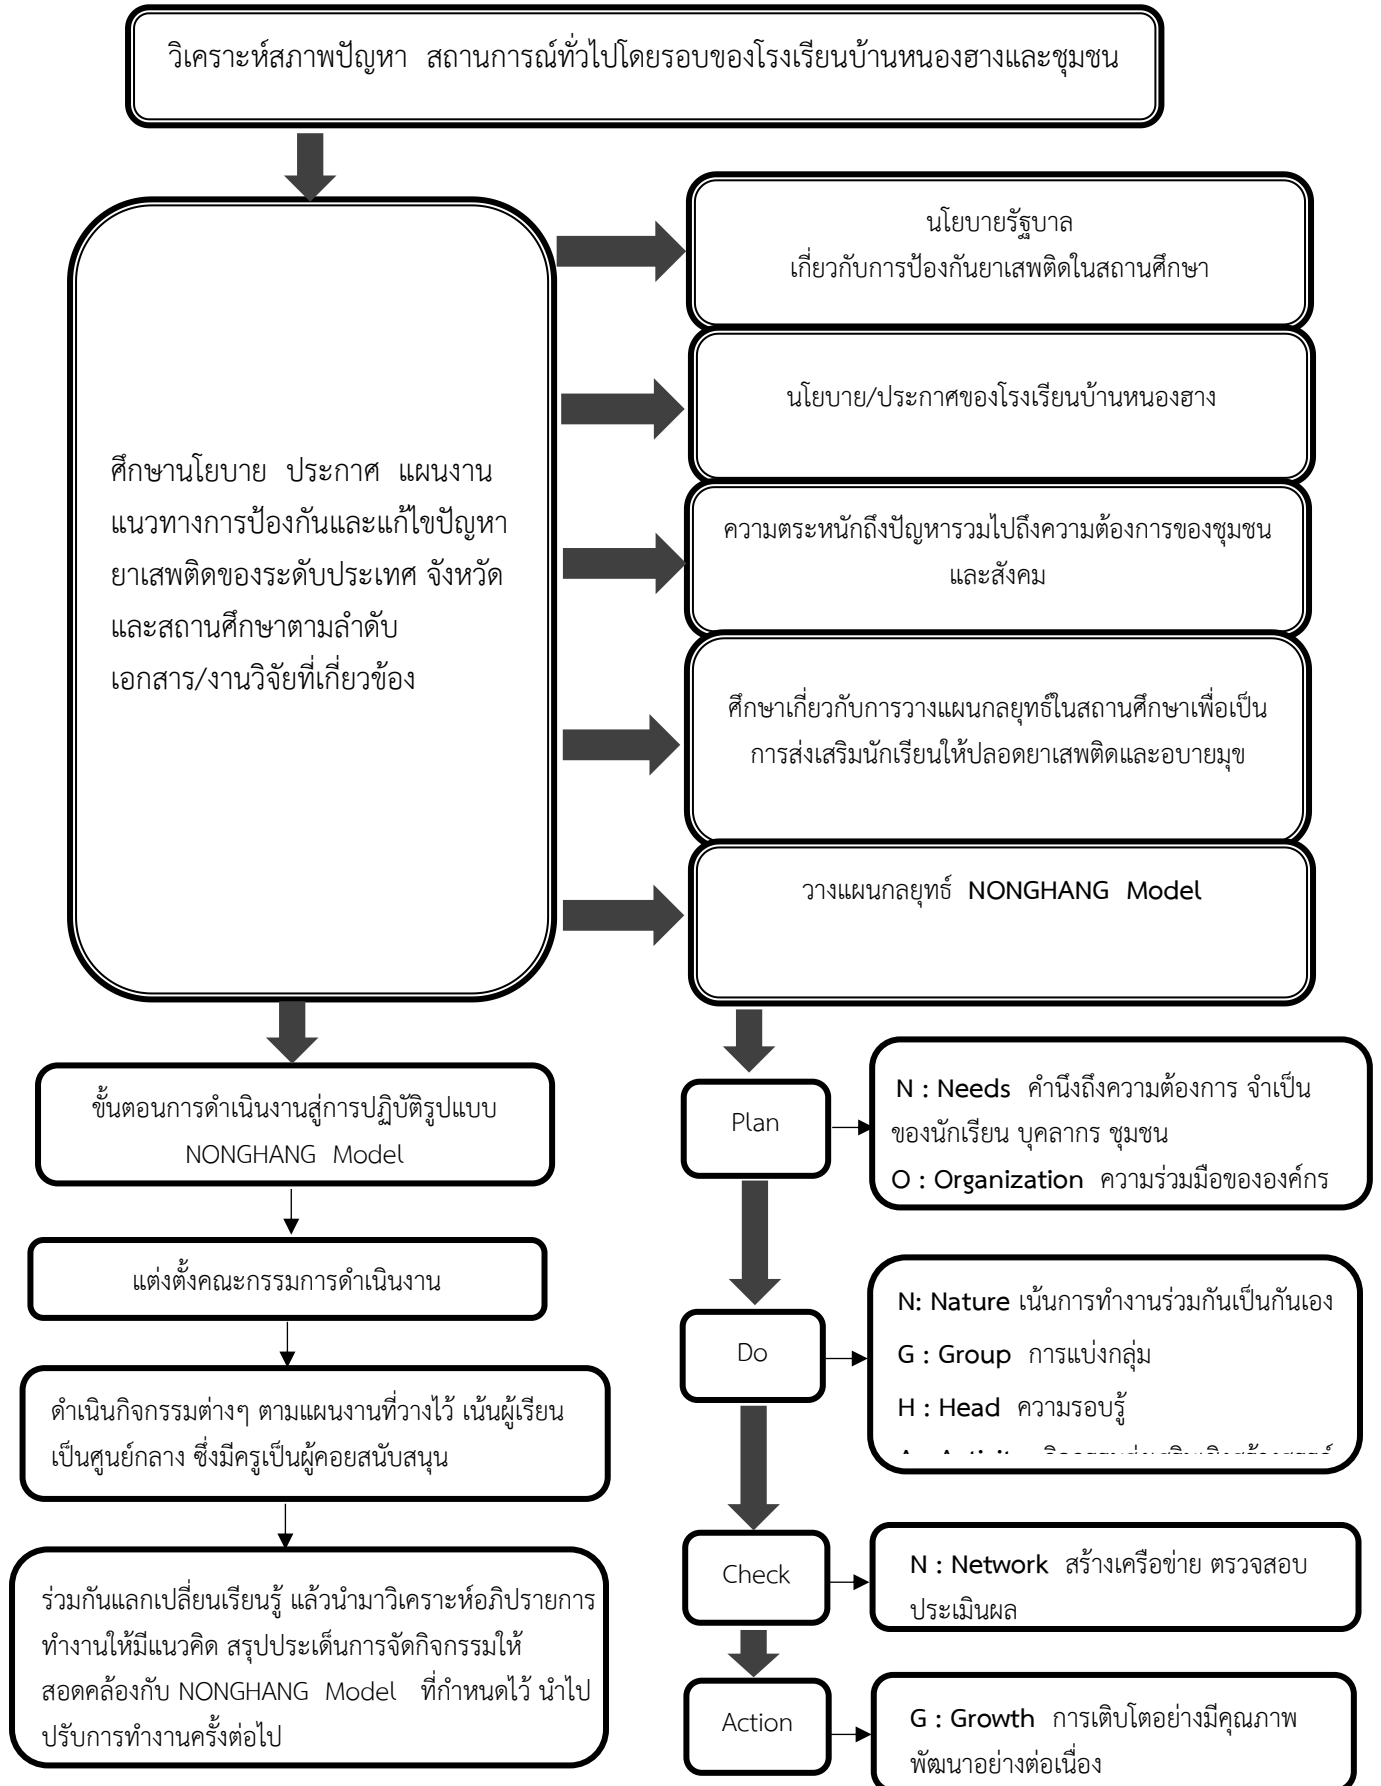 วิเคราะห์สภาพปัญหา สถานการณ์ทั่วไปโดยรอบของโรงเรียนบ้านหนองฮางและชุมชน
ศึกษานโยบาย ประกาศ แผนงาน
แนวทางการป้องกันและแก้ไขปัญหา
ยาเสพติดของระดับประเทศ จังหวัด
และสถานศึกษาตามลำดับ
เอกสาร/งานวิจัยที่เกี่ยวข้อง
นโยบายรัฐบาล
เกี่ยวกับการป้องกันยาเสพติดในสถานศึกษา
นโยบาย/ประกาศของโรงเรียนบ้านหนองฮาง
ความตระหนักถึงปัญหารวมไปถึงความต้องการของชุมชน
และสังคม
ศึกษาเกี่ยวกับการวางแผนกลยุทธ์ในสถานศึกษาเพื่อเป็น
การส่งเสริมนักเรียนให้ปลอดยาเสพติดและอบายมุข
วางแผนกลยุทธ์ NONGHANG Model
ขั้นตอนการดำเนินงานสู่การปฏิบัติรูปแบบ
NONGHANG Model
แต่งตั้งคณะกรรมการดำเนินงาน
ดำเนินกิจกรรมต่างๆ ตามแผนงานที่วางไว้ เน้นผู้เรียน
เป็นศูนย์กลาง ซึ่งมีครูเป็นผู้คอยสนับสนุน
ร่วมกันแลกเปลี่ยนเรียนรู้ แล้วนำมาวิเคราะห์อภิปรายการ
ทำงานให้มีแนวคิด สรุปประเด็นการจัดกิจกรรมให้
สอดคล้องกับ NONGHANG Model ที่กำหนดไว้ นำไป
ปรับการทำงานครั้งต่อไป
Plan
N : Needs คำนึงถึงความต้องการ จำเป็น
ของนักเรียน บุคลากร ชุมชน
O : Organization ความร่วมมือขององค์กร
Do
N: Nature เน้นการทำงานร่วมกันเป็นกันเอง
G : Group การแบ่งกลุ่ม
H : Head ความรอบรู้
Check
N : Network สร้างเครือข่าย ตรวจสอบ
ประเมินผล
Action
G : Growth การเติบโตอย่างมีคุณภาพ
พัฒนาอย่างต่อเนื่อง